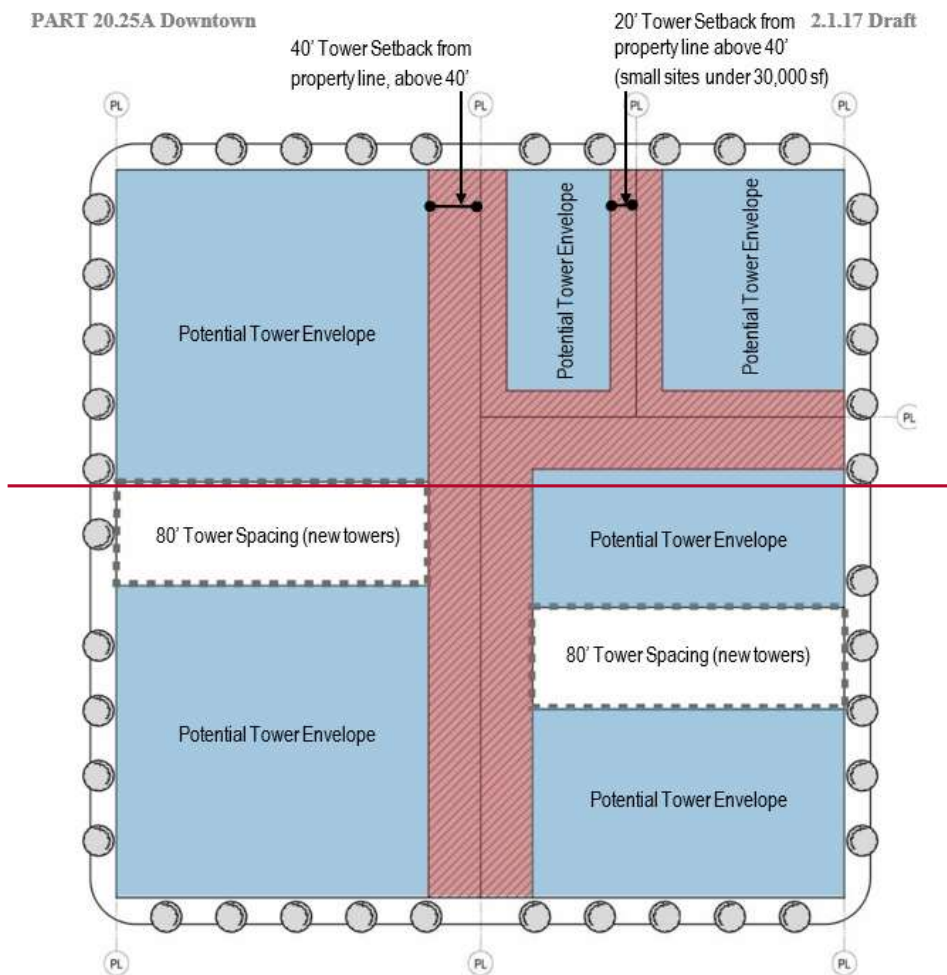 PART 20.25A Downtown
2.1.17 Draft
40’ Tower Setback from
property line, above 40’
20’ Tower Setback from
property line above 40’
(small sites under 30,000 sf)
PL
PL
PL
PL
Potential Tower Envelope
Potential Tower Envelope
Potential Tower Envelope
PL
80’ Tower Spacing (new towers)
Potential Tower Envelope
80’ Tower Spacing (new towers)
Potential Tower Envelope
Potential Tower Envelope
PL
PL
PL